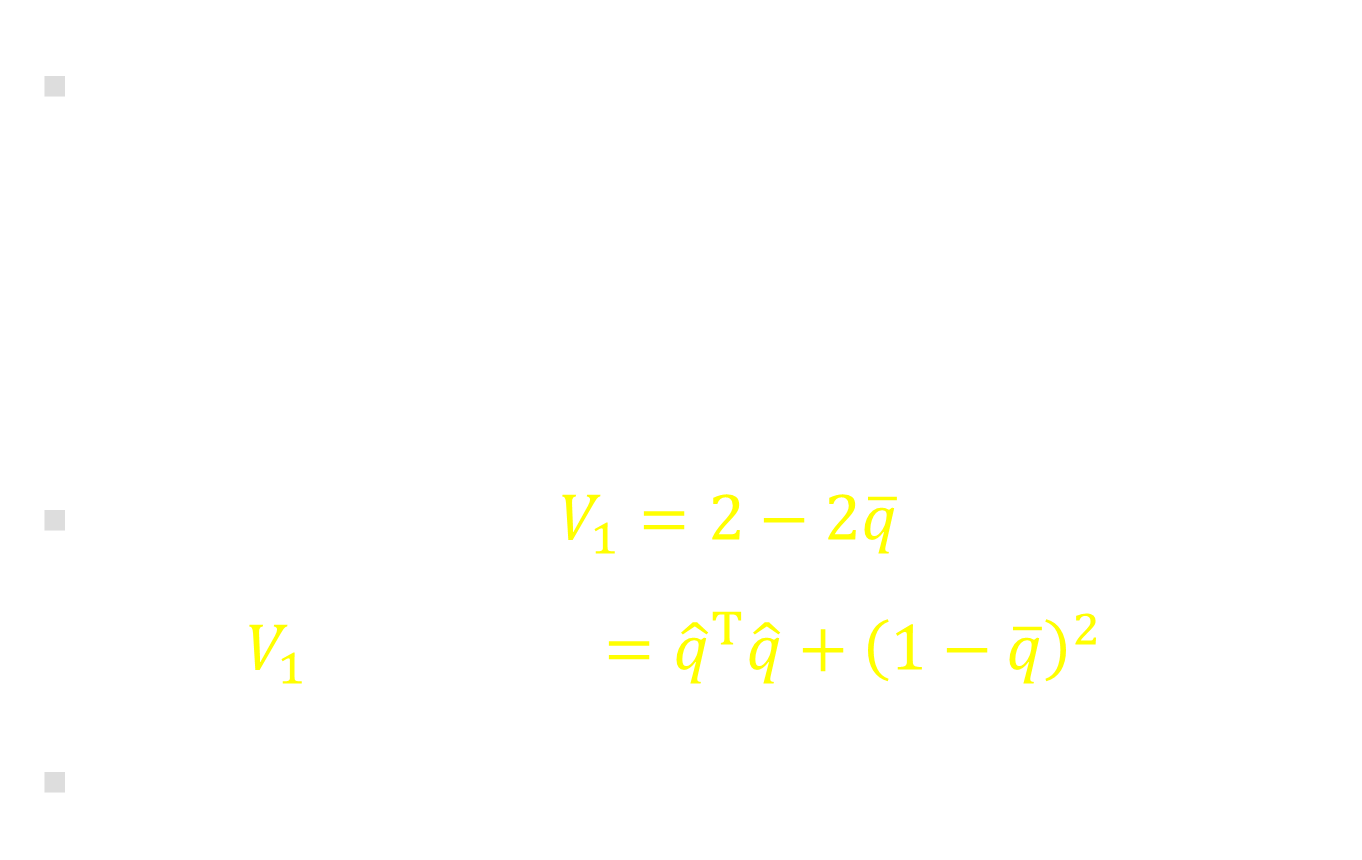 V₁ = 2 − 2q̅
V₁ = q̂ᵀq̂ + (1 − q̅)²